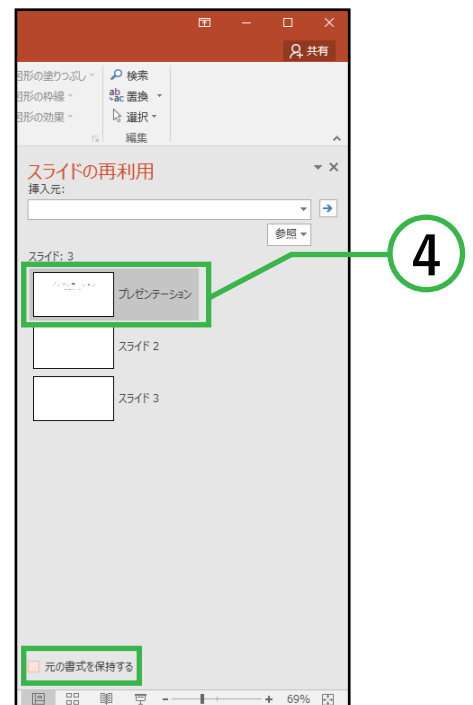 共有
図形の塗りつぶし
検索
図形の枠線
abac 置換
図形の効果
選択
編集
スライドの再利用
挿入元:
参照
スライド: 3
4
プレゼンテーション
スライド 2
スライド 3
元の書式を保持する
69%